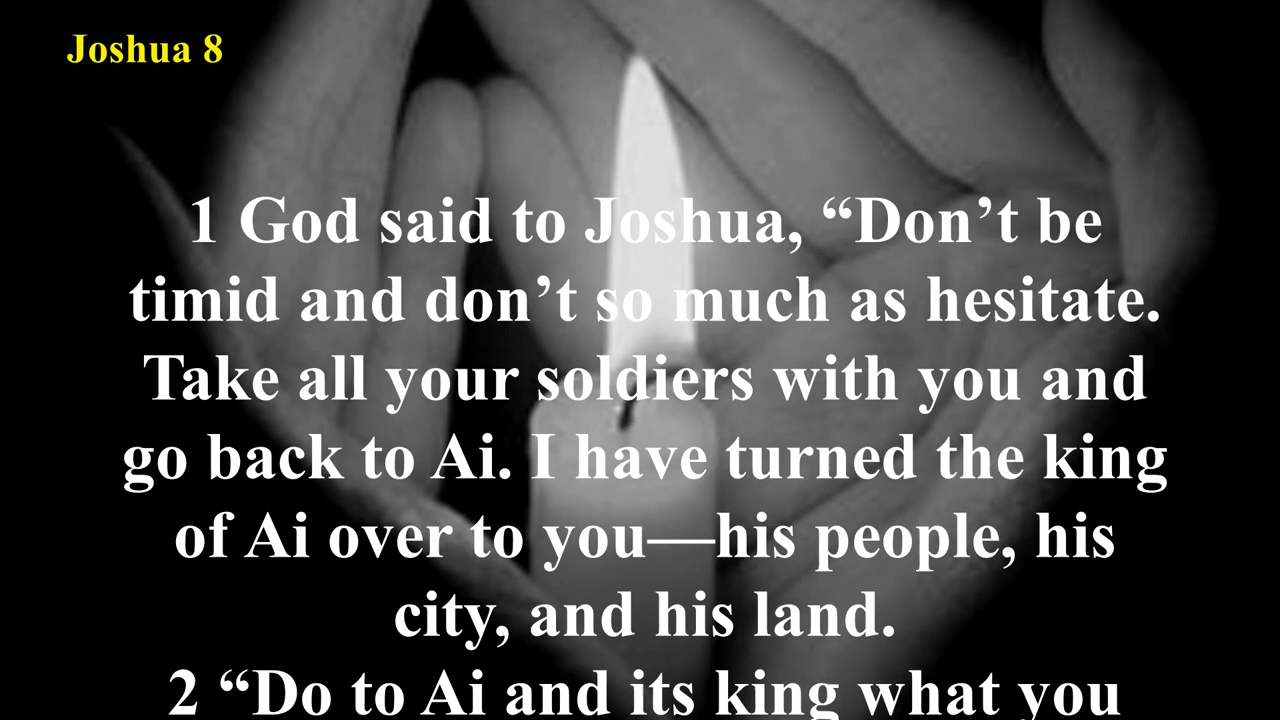 Joshua 8
1 God said to Joshua, “Don’t be
timid and don’t so much as hesitate.
Take all your soldiers with you and
go back to Ai. I have turned the king
of Ai over to you—his people, his
city, and his land.
2 “Do to Ai and its king what you